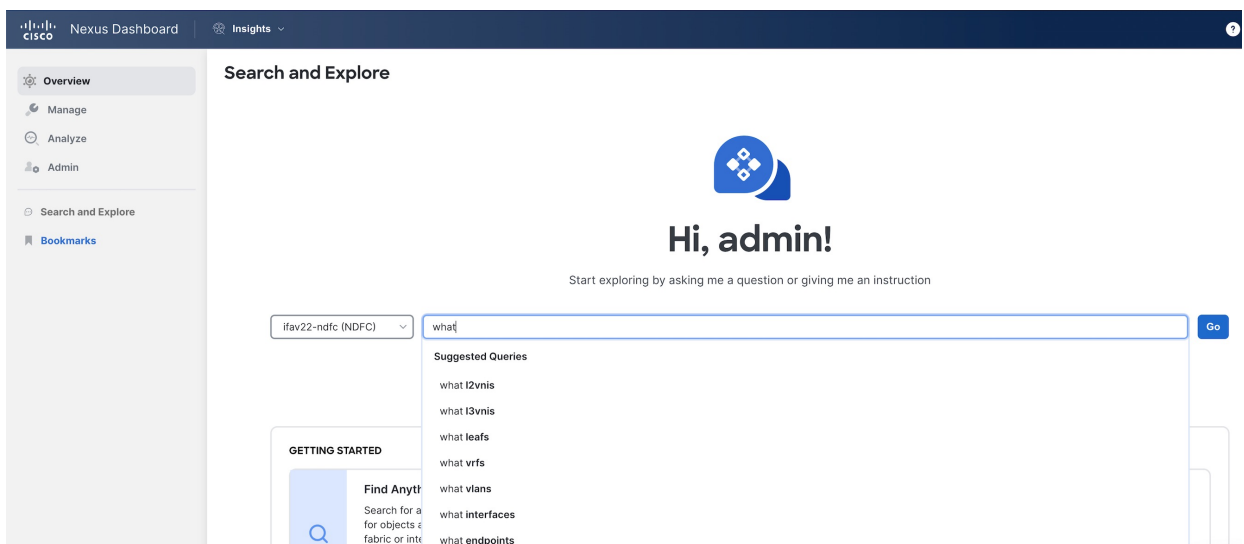 CISCO Nexus Dashboard Insights ?
Overview
Manage
Analyze
Admin
Search and Explore
Bookmarks
Search and Explore
Hi, admin!
Start exploring by asking me a question or giving me an instruction
ifav22-ndfc (NDFC) what Go
Suggested Queries
what l2vnis
what l3vnis
what leafs
what vrfs
what vlans
what interfaces
what endpoints
GETTING STARTED
Find Anyth
Search for a
for objects a
fabric or inte